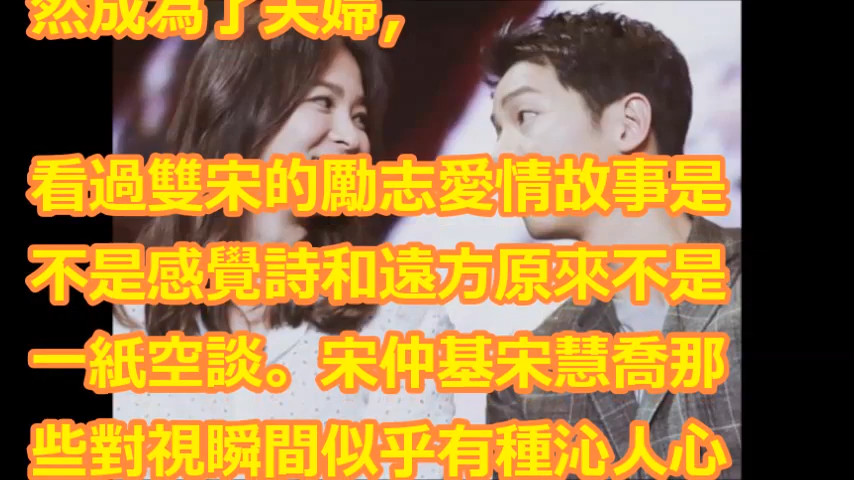 然成為了夫婦，
看過雙宋的勵志愛情故事是
不是感覺詩和遠方原來不是
一紙空談。宋仲基宋慧喬那
些對視瞬間似乎有種沁人心